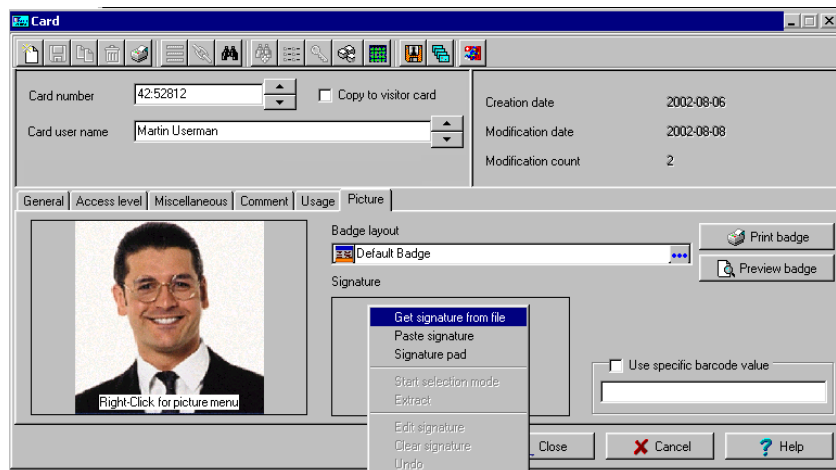 Card
Card number 42:52812 Copy to visitor card
Card user name Martin Userman
Creation date 2002-08-06
Modification date 2002-08-08
Modification count 2
General Access level Miscellaneous Comment Usage Picture
Right-Click for picture menu
Badge layout
Default Badge
Print badge
Preview badge
Signature
Get signature from file
Paste signature
Signature pad
Start selection mode
Extract
Edit signature
Clear signature
Undo
Use specific barcode value
Close Cancel Help